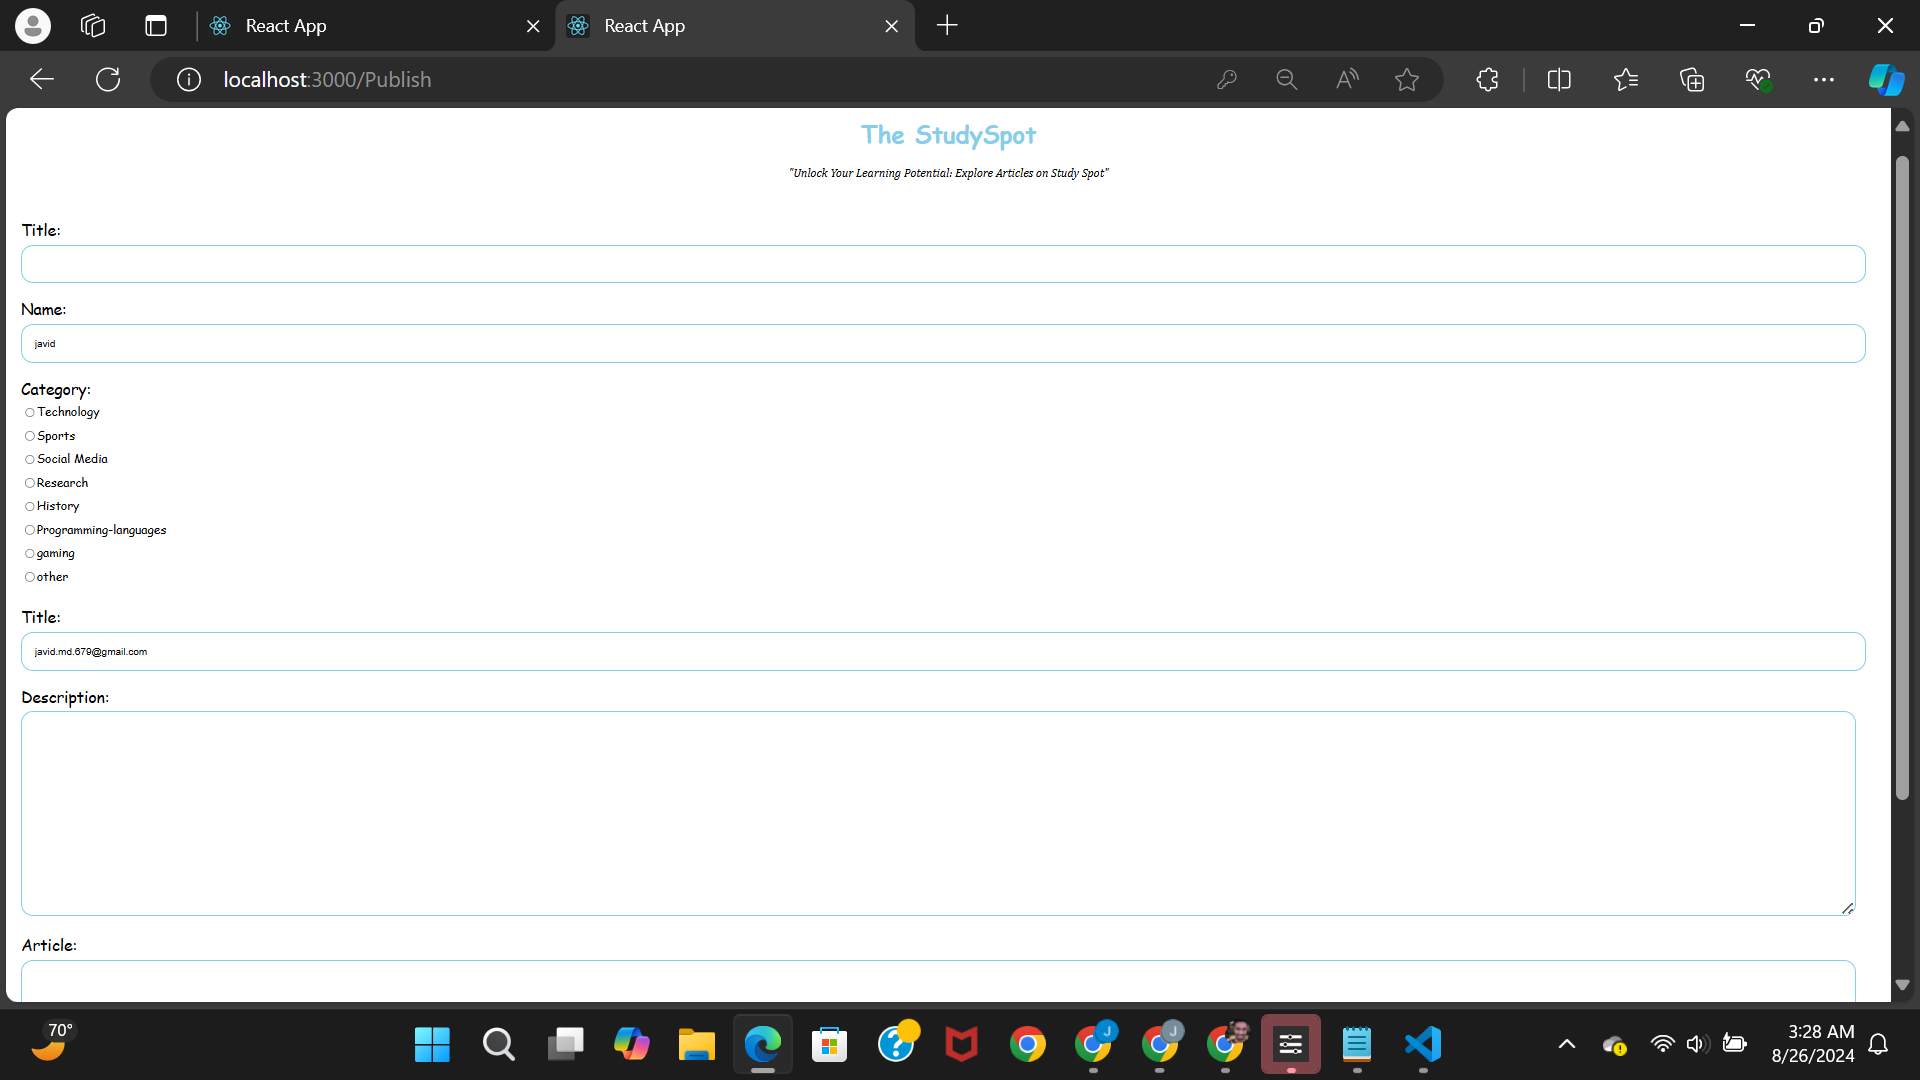 React App
React App
localhost:3000/Publish
The StudySpot
"Unlock Your Learning Potential: Explore Articles on Study Spot"
Title:
Name:
javid
Category:
Technology
Sports
Social Media
Research
History
Programming-languages
gaming
other
Title:
javid.md.679@gmail.com
Description:
Article:
70°
J
J
3:28 AM
8/26/2024